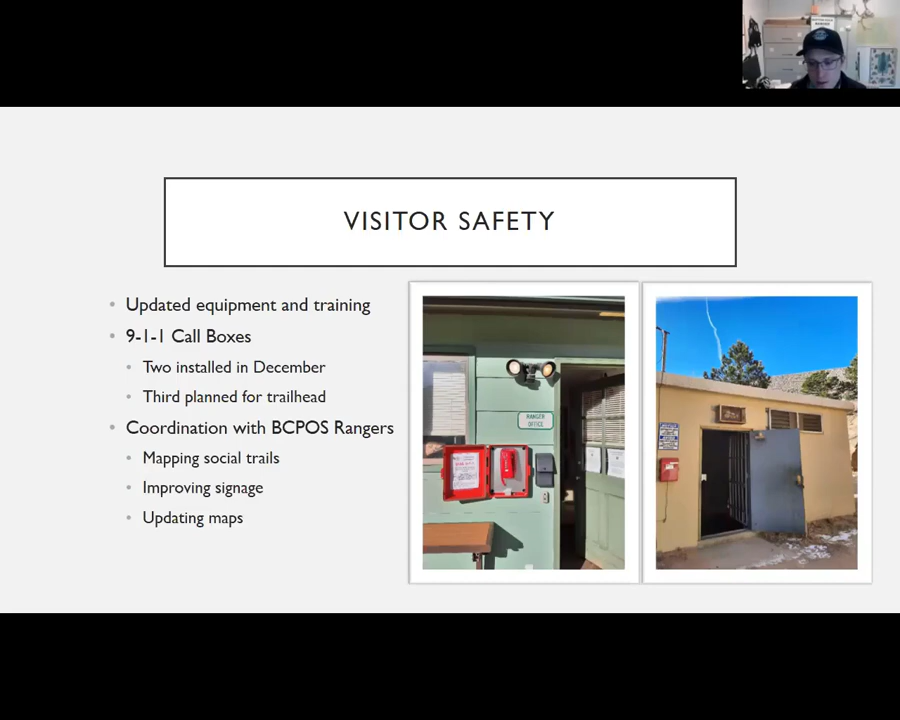 VISITOR SAFETY
Updated equipment and training
9-1-1 Call Boxes
Two installed in December
Third planned for trailhead
Coordination with BCPOS Rangers
Mapping social trails
Improving signage
Updating maps
RANGER
OFFICE